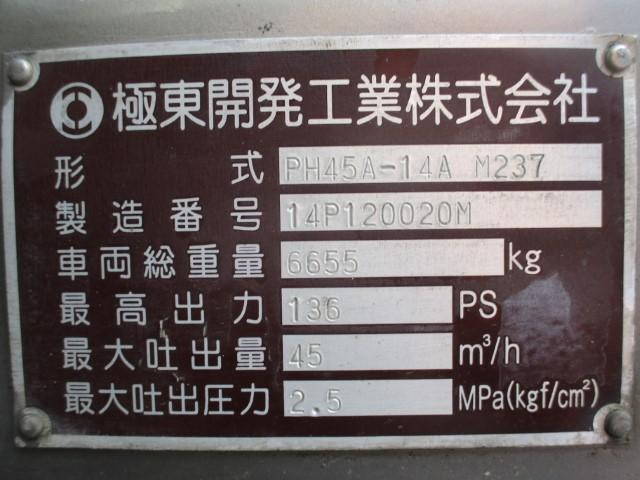 極東開発工業株式会社
形式 PH45A-14A M237
製造番号 14P120020M
車両総重量 6655 kg
最高出力 136 PS
最大吐出量 45 m³/h
最大吐出圧力 2.5 MPa(kgf/cm²)